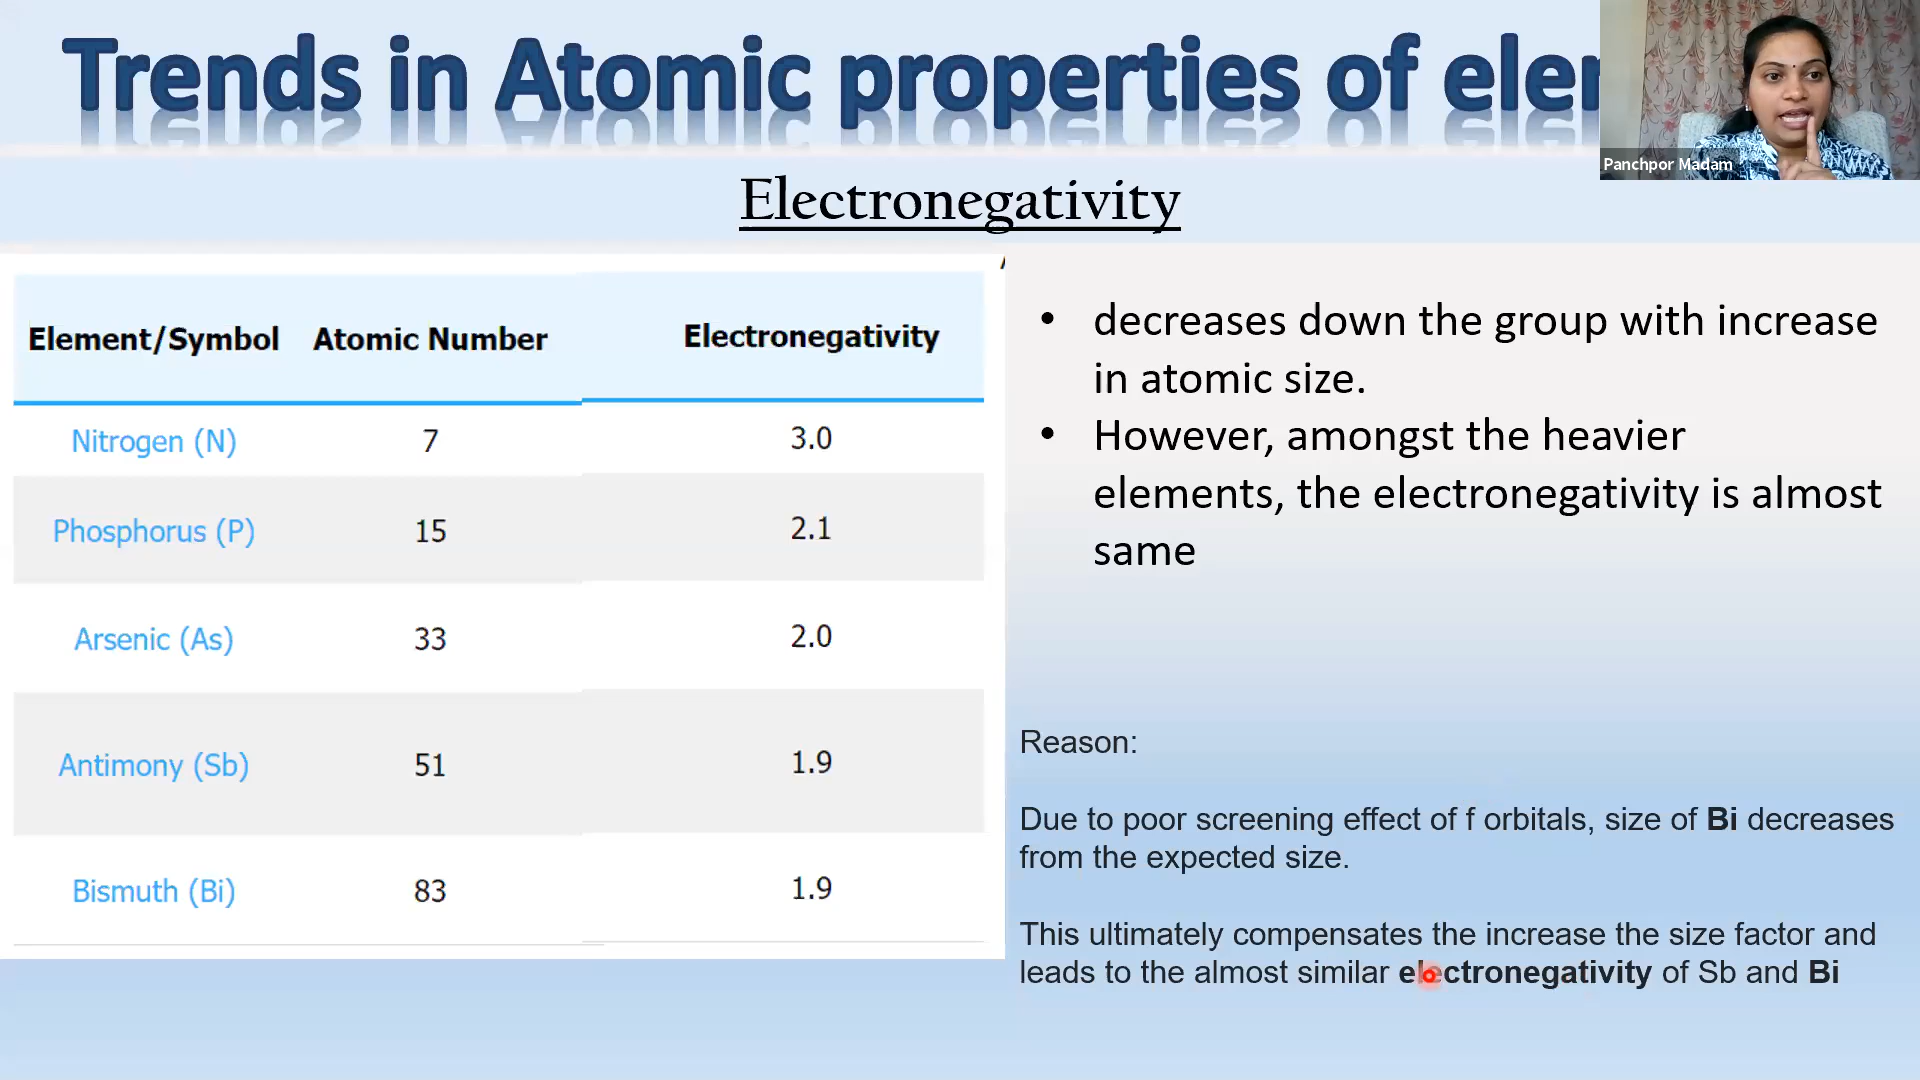 Trends in Atomic properties of elem
Panchpor Madam
Electronegativity
Element/Symbol Atomic Number Electronegativity
Nitrogen (N) 7 3.0
Phosphorus (P) 15 2.1
Arsenic (As) 33 2.0
Antimony (Sb) 51 1.9
Bismuth (Bi) 83 1.9
• decreases down the group with increase
in atomic size.
• However, amongst the heavier
elements, the electronegativity is almost
same
Reason:
Due to poor screening effect of f orbitals, size of Bi decreases
from the expected size.
This ultimately compensates the increase the size factor and
leads to the almost similar electronegativity of Sb and Bi